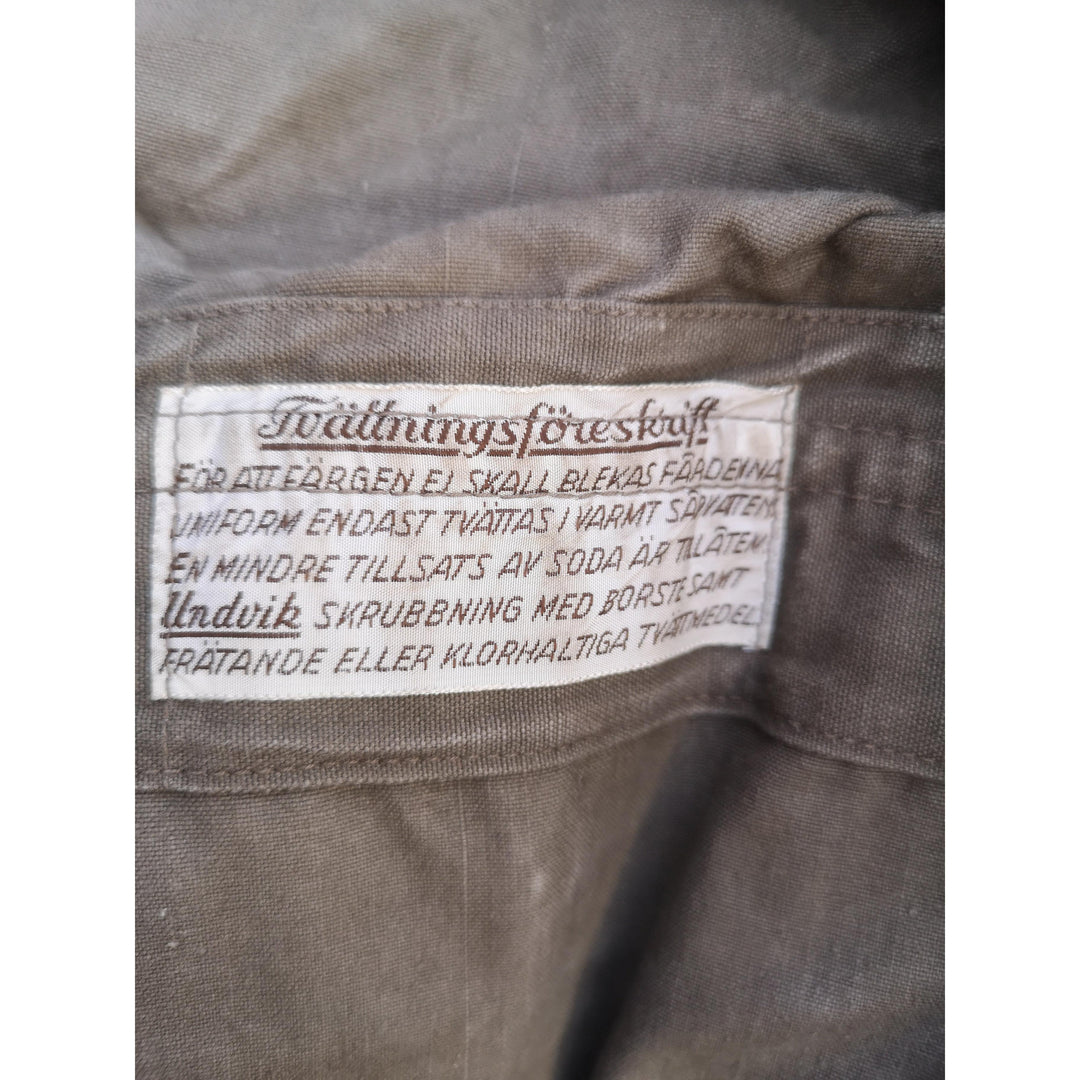 Tvättningsföreskrift
FÖR ATT FÄRGEN EJ SKALL BLEKAS FÅR DENNA
UNIFORM ENDAST TVÄTTAS I VARMT SÅPVATTEN.
EN MINDRE TILLSATS AV SODA ÄR TILLÅTEN.
Undvik SKRUBBNING MED BORSTE SAMT
FRÄTANDE ELLER KLORHALTIGA TVÄTTMEDEL.